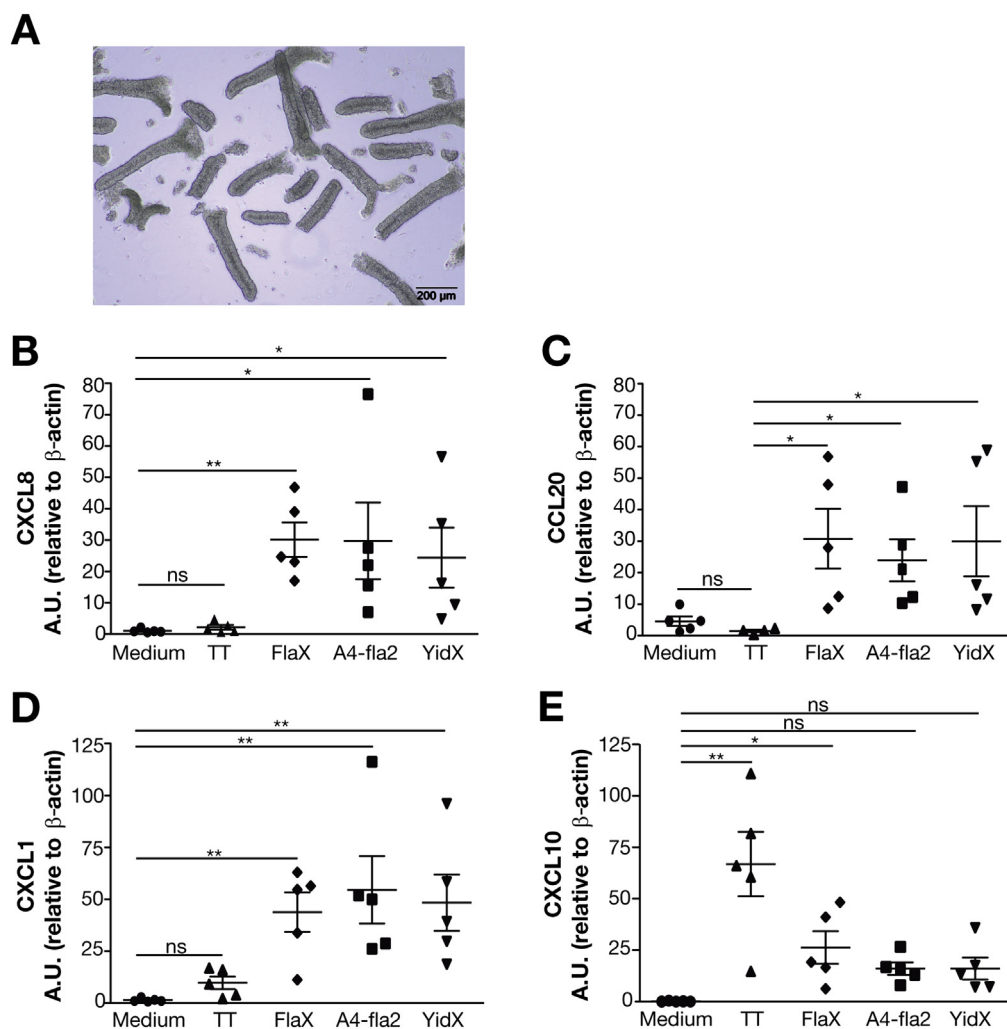 A
200 µm
B
CXCL8
A.U. (relative to β-actin)
80
70
60
50
40
30
20
10
0
*
*
**
ns
Medium TT FlaX A4-fla2 YidX
C
CCL20
A.U. (relative to β-actin)
80
70
60
50
40
30
20
10
0
*
*
*
ns
Medium TT FlaX A4-fla2 YidX
D
CXCL1
A.U. (relative to β-actin)
125
100
75
50
25
0
**
**
**
ns
Medium TT FlaX A4-fla2 YidX
E
CXCL10
A.U. (relative to β-actin)
125
100
75
50
25
0
ns
ns
*
**
Medium TT FlaX A4-fla2 YidX